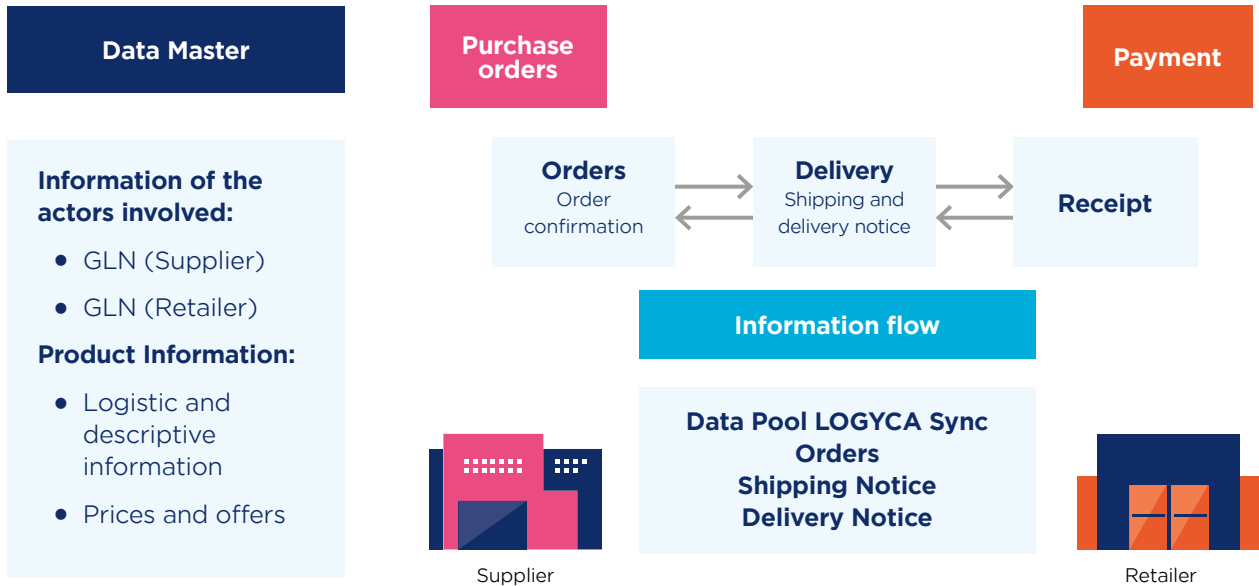 Data Master
Information of the
actors involved:
• GLN (Supplier)
• GLN (Retailer)
Product Information:
• Logistic and
descriptive
information
• Prices and offers
Purchase
orders
Payment
Orders
Order
confirmation
Delivery
Shipping and
delivery notice
Receipt
Information flow
Data Pool LOGYCA Sync
Orders
Shipping Notice
Delivery Notice
Supplier
Retailer